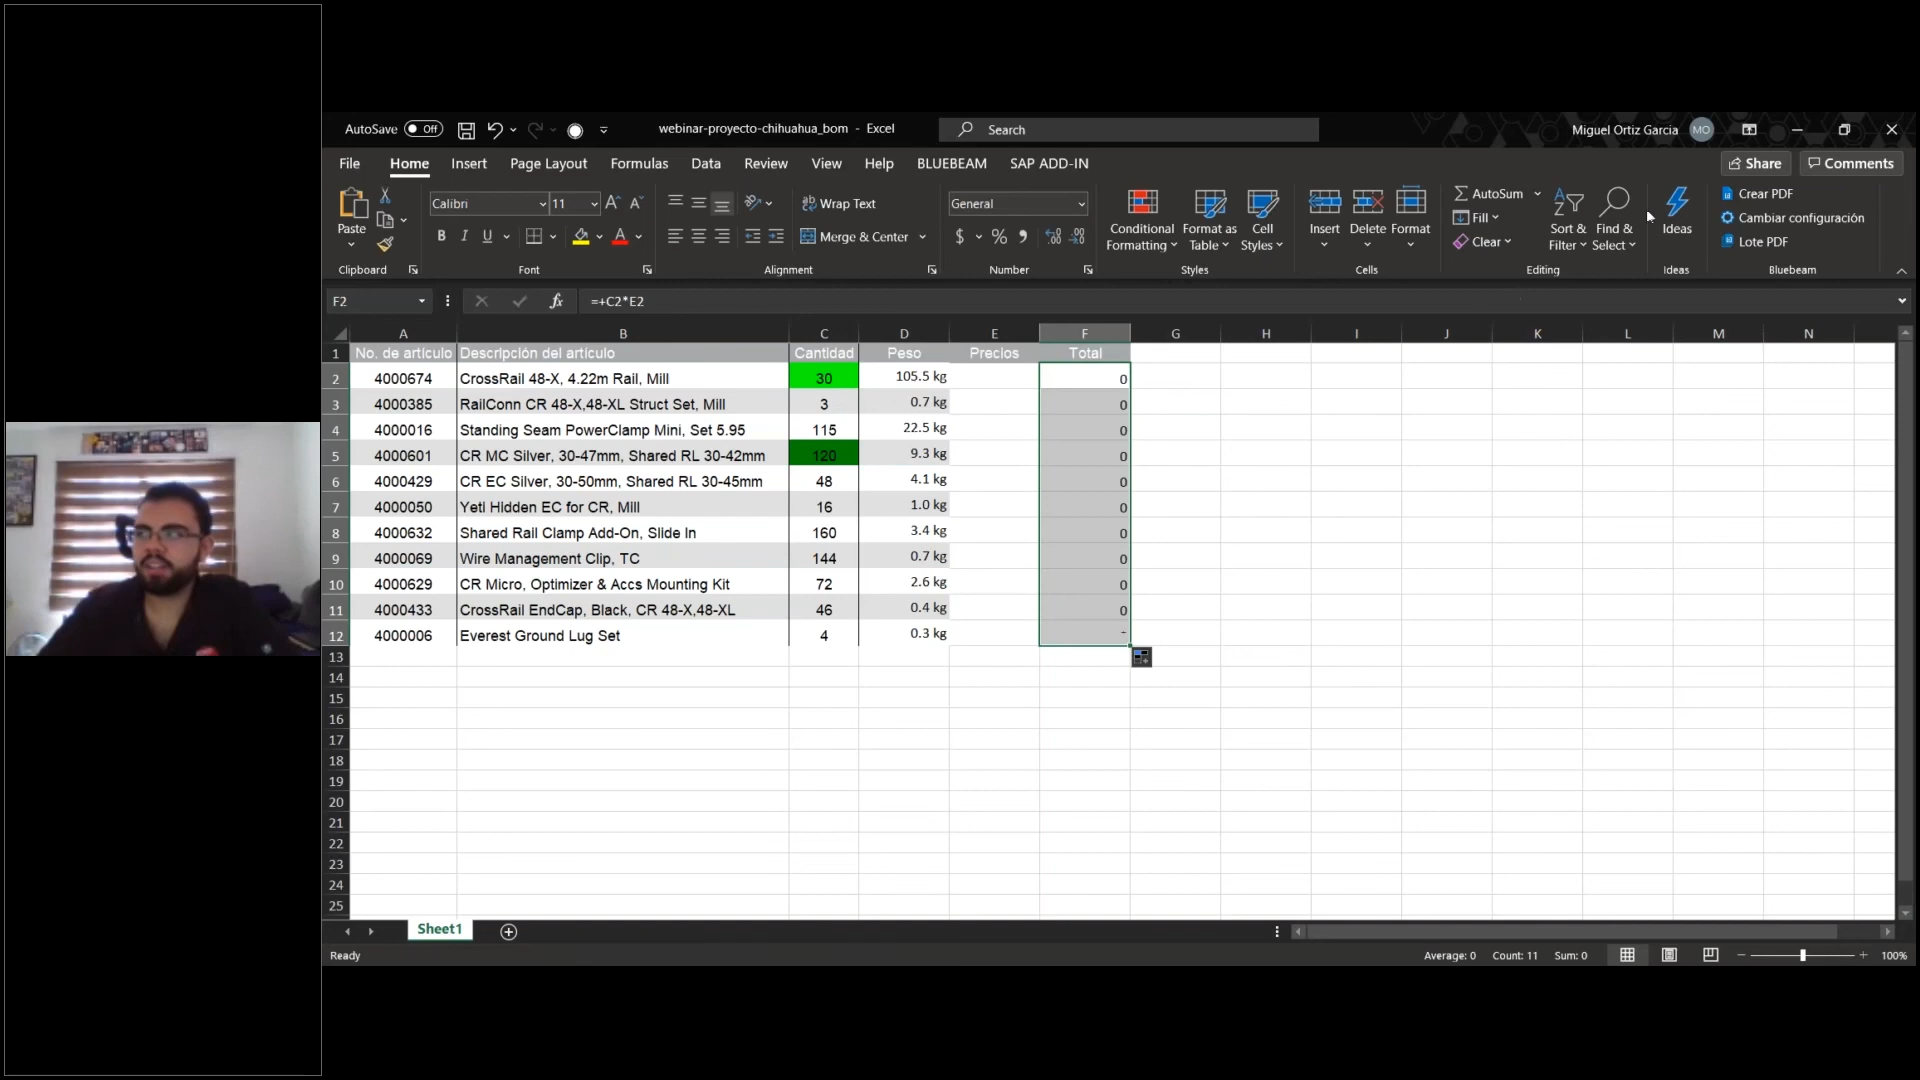 AutoSave Off webinar-proyecto-chihuahua_bom - Excel Search Miguel Ortiz Garcia MO
File Home Insert Page Layout Formulas Data Review View Help BLUEBEAM SAP ADD-IN Share Comments
Paste Calibri 11 A A Wrap Text General Conditional Formatting Format as Table Cell Styles Insert Delete Format AutoSum Sort & Filter Find & Select Ideas Crear PDF
B I U A Merge & Center $ % Fill Cambiar configuración
Clear Lote PDF
Clipboard Font Alignment Number Styles Cells Editing Ideas Bluebeam
F2 fx =+C2*E2
A B C D E F G H I J K L M N
1 No. de artículo Descripción del artículo Cantidad Peso Precios Total
2 4000674 CrossRail 48-X, 4.22m Rail, Mill 30 105.5 kg 0
3 4000385 RailConn CR 48-X,48-XL Struct Set, Mill 3 0.7 kg 0
4 4000016 Standing Seam PowerClamp Mini, Set 5.95 115 22.5 kg 0
5 4000601 CR MC Silver, 30-47mm, Shared RL 30-42mm 120 9.3 kg 0
6 4000429 CR EC Silver, 30-50mm, Shared RL 30-45mm 48 4.1 kg 0
7 4000050 Yeti Hidden EC for CR, Mill 16 1.0 kg 0
8 4000632 Shared Rail Clamp Add-On, Slide In 160 3.4 kg 0
9 4000069 Wire Management Clip, TC 144 0.7 kg 0
10 4000629 CR Micro, Optimizer & Accs Mounting Kit 72 2.6 kg 0
11 4000433 CrossRail EndCap, Black, CR 48-X,48-XL 46 0.4 kg 0
12 4000006 Everest Ground Lug Set 4 0.3 kg -
13
14
15
16
17
18
19
20
21
22
23
24
25
Sheet1
Ready Average: 0 Count: 11 Sum: 0 100%